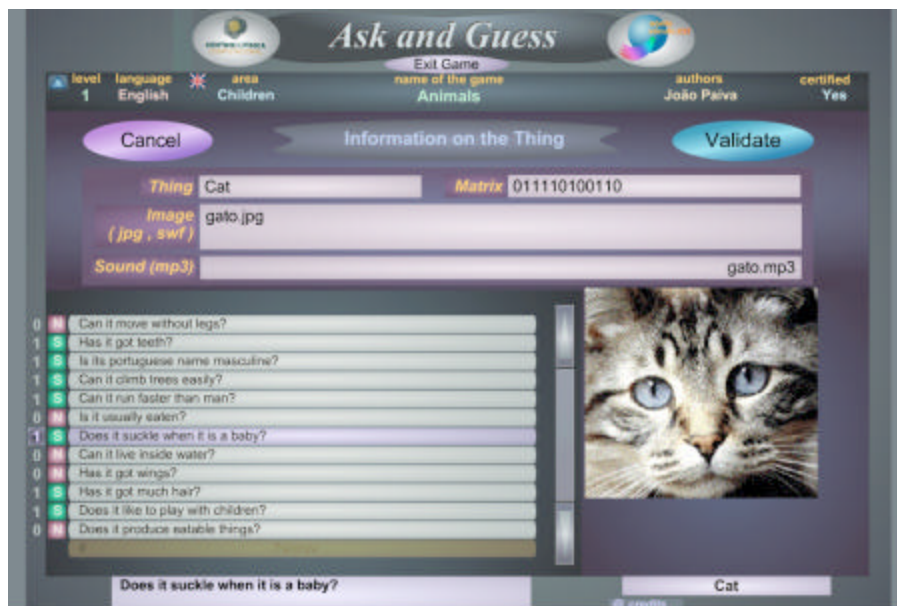 Ask and Guess
Exit Game
level language area name of the game authors certified
1 English Children Animals João Paiva Yes
Cancel Information on the Thing Validate
Thing Cat Matrix 011110100110
Image gato.jpg
( jpg , swf )
Sound (mp3) gato.mp3
0 N Can it move without legs?
1 S Has it got teeth?
1 S Is its portuguese name masculine?
1 S Can it climb trees easily?
1 S Can it run faster than man?
0 N Is it usually eaten?
1 S Does it suckle when it is a baby?
0 N Can it live inside water?
0 N Has it got wings?
1 S Has it got much hair?
1 S Does it like to play with children?
0 N Does it produce eatable things?
Does it suckle when it is a baby? Cat
credits